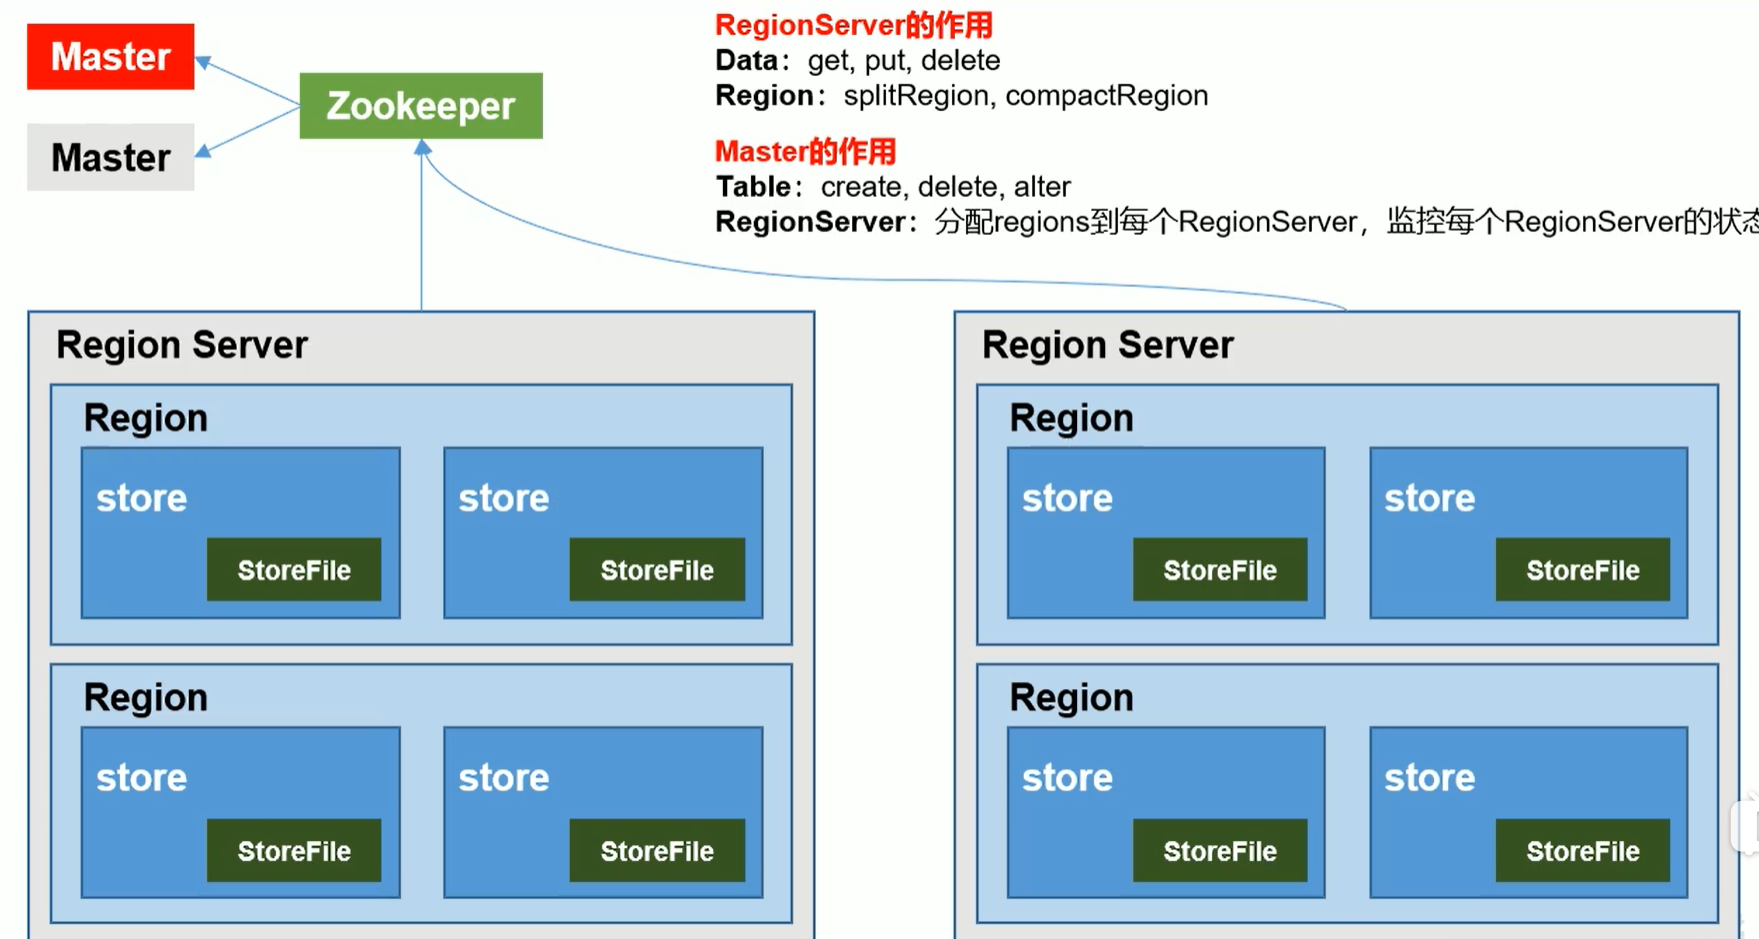 Master
Master
Zookeeper
RegionServer的作用
Data：get, put, delete
Region：splitRegion, compactRegion
Master的作用
Table：create, delete, alter
RegionServer：分配regions到每个RegionServer，监控每个RegionServer的状态
Region Server
Region
store
StoreFile
store
StoreFile
Region
store
StoreFile
store
StoreFile
Region Server
Region
store
StoreFile
store
StoreFile
Region
store
StoreFile
store
StoreFile